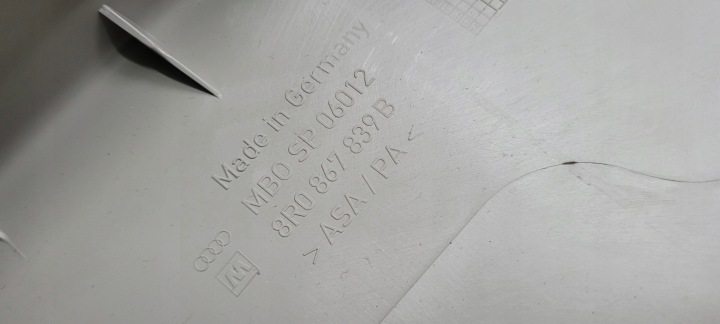 Made in Germany
MBO SP 06012
8R0 867 839 B
> ASA / PA <